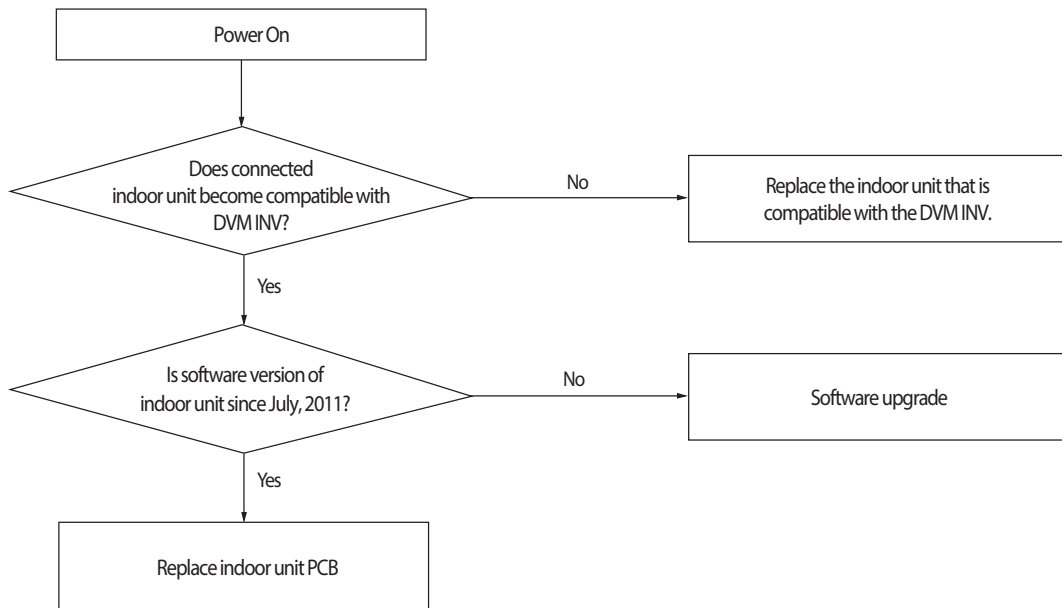 Power On
Does connected
indoor unit become compatible with
DVM INV?
No
Replace the indoor unit that is
compatible with the DVM INV.
Yes
Is software version of
indoor unit since July, 2011?
No
Software upgrade
Yes
Replace indoor unit PCB